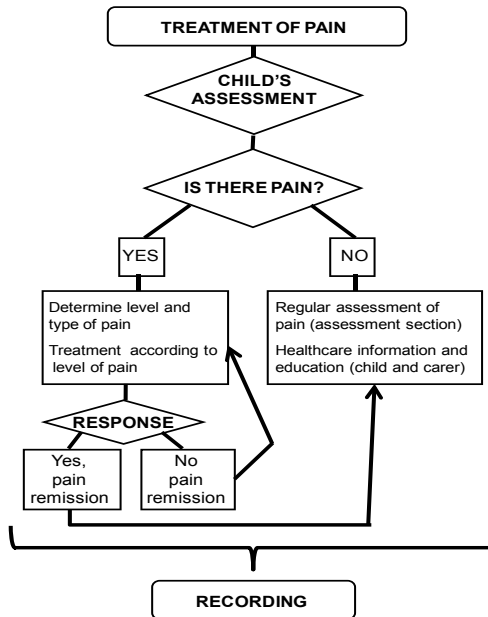 TREATMENT OF PAIN
CHILD'S
ASSESSMENT
IS THERE PAIN?
YES
NO
Determine level and
type of pain
Treatment according to
level of pain
Regular assessment of
pain (assessment section)
Healthcare information and
education (child and carer)
RESPONSE
Yes,
pain
remission
No
pain
remission
RECORDING